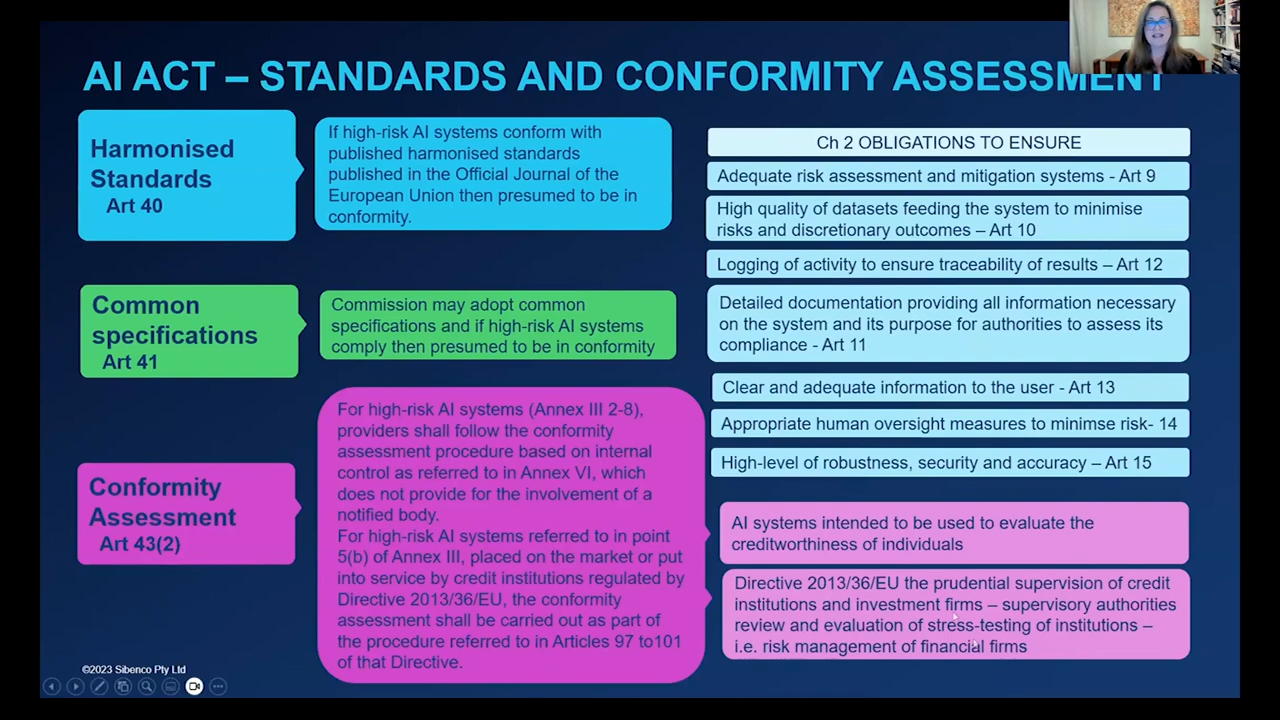 AI ACT – STANDARDS AND CONFORMITY ASSESSMENT
Harmonised
Standards
Art 40
If high-risk AI systems conform with
published harmonised standards
published in the Official Journal of the
European Union then presumed to be in
conformity.
Common
specifications
Art 41
Commission may adopt common
specifications and if high-risk AI systems
comply then presumed to be in conformity
Conformity
Assessment
Art 43(2)
For high-risk AI systems (Annex III 2-8),
providers shall follow the conformity
assessment procedure based on internal
control as referred to in Annex VI, which
does not provide for the involvement of a
notified body.
For high-risk AI systems referred to in point
5(b) of Annex III, placed on the market or put
into service by credit institutions regulated by
Directive 2013/36/EU, the conformity
assessment shall be carried out as part of
the procedure referred to in Articles 97 to101
of that Directive.
Ch 2 OBLIGATIONS TO ENSURE
Adequate risk assessment and mitigation systems - Art 9
High quality of datasets feeding the system to minimise
risks and discretionary outcomes – Art 10
Logging of activity to ensure traceability of results – Art 12
Detailed documentation providing all information necessary
on the system and its purpose for authorities to assess its
compliance - Art 11
Clear and adequate information to the user - Art 13
Appropriate human oversight measures to minimse risk- 14
High-level of robustness, security and accuracy – Art 15
AI systems intended to be used to evaluate the
creditworthiness of individuals
Directive 2013/36/EU the prudential supervision of credit
institutions and investment firms – supervisory authorities
review and evaluation of stress-testing of institutions –
i.e. risk management of financial firms
©2023 Sibenco Pty Ltd